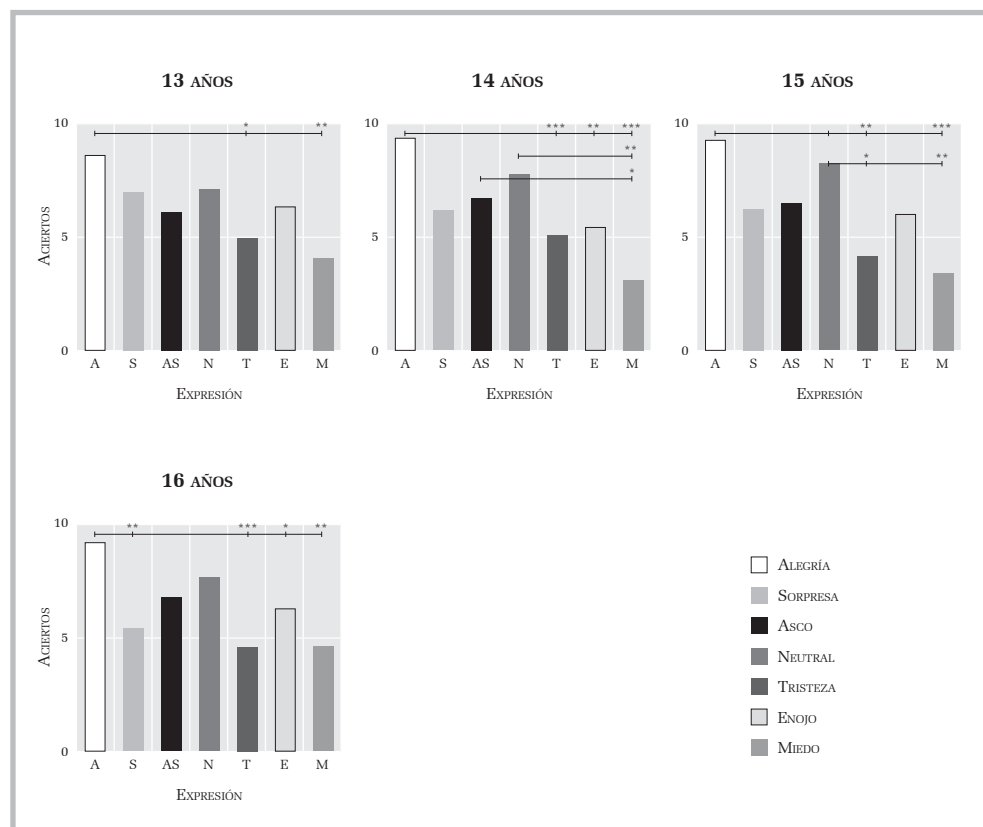 13 AÑOS
14 AÑOS
15 AÑOS
10
* **
5
0
ACIERTOS
A S AS N T E M
EXPRESIÓN
10
*** ** ***
**
*
5
0
A S AS N T E M
EXPRESIÓN
10
** ***
* **
5
0
A S AS N T E M
EXPRESIÓN
16 AÑOS
10
** *** * **
5
0
ACIERTOS
A S AS N T E M
EXPRESIÓN
ALEGRÍA
SORPRESA
ASCO
NEUTRAL
TRISTEZA
ENOJO
MIEDO